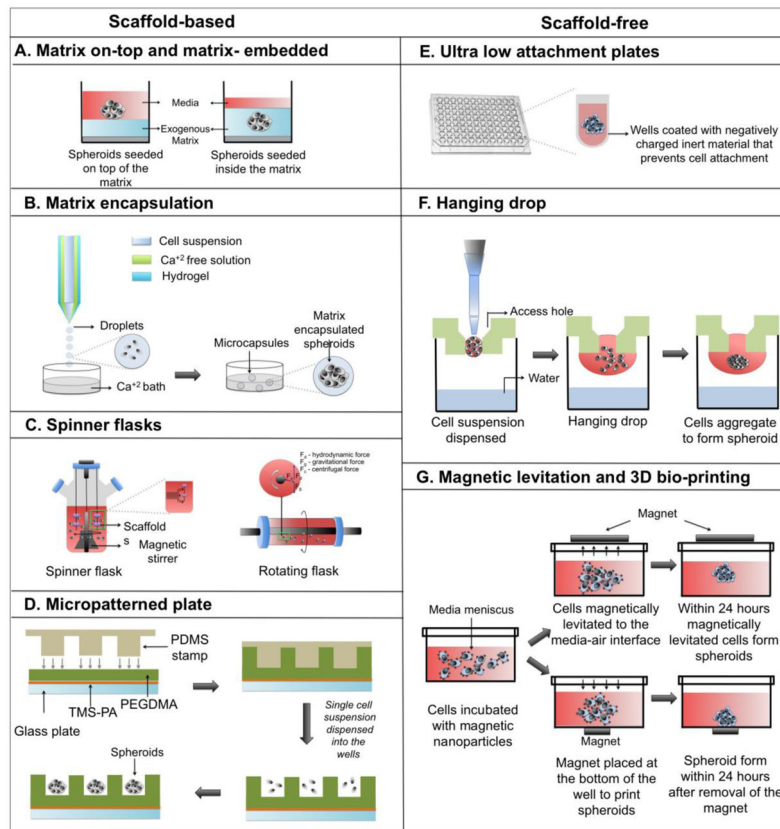 Scaffold-based
A. Matrix on-top and matrix- embedded
Media
Exogenous
Matrix
Spheroids seeded
on top of the
matrix
Spheroids seeded
inside the matrix
B. Matrix encapsulation
Cell suspension
Ca⁺² free solution
Hydrogel
Droplets
Ca⁺² bath
Microcapsules
Matrix
encapsulated
spheroids
C. Spinner flasks
Scaffold
s
Magnetic
stirrer
Spinner flask
- hydrodynamic force
- gravitational force
- centrifugal force
Rotating flask
D. Micropatterned plate
PDMS
stamp
PEGDMA
TMS-PA
Glass plate
Single cell
suspension
dispensed
into the
wells
Spheroids
Scaffold-free
E. Ultra low attachment plates
Wells coated with negatively
charged inert material that
prevents cell attachment
F. Hanging drop
Access hole
Water
Cell suspension
dispensed
Hanging drop
Cells aggregate
to form spheroid
G. Magnetic levitation and 3D bio-printing
Magnet
Media meniscus
Cells incubated
with magnetic
nanoparticles
Cells magnetically
levitated to the
media-air interface
Within 24 hours
magnetically
levitated cells form
spheroids
Magnet
Magnet placed at
the bottom of the
well to print
spheroids
Spheroid form
within 24 hours
after removal of the
magnet